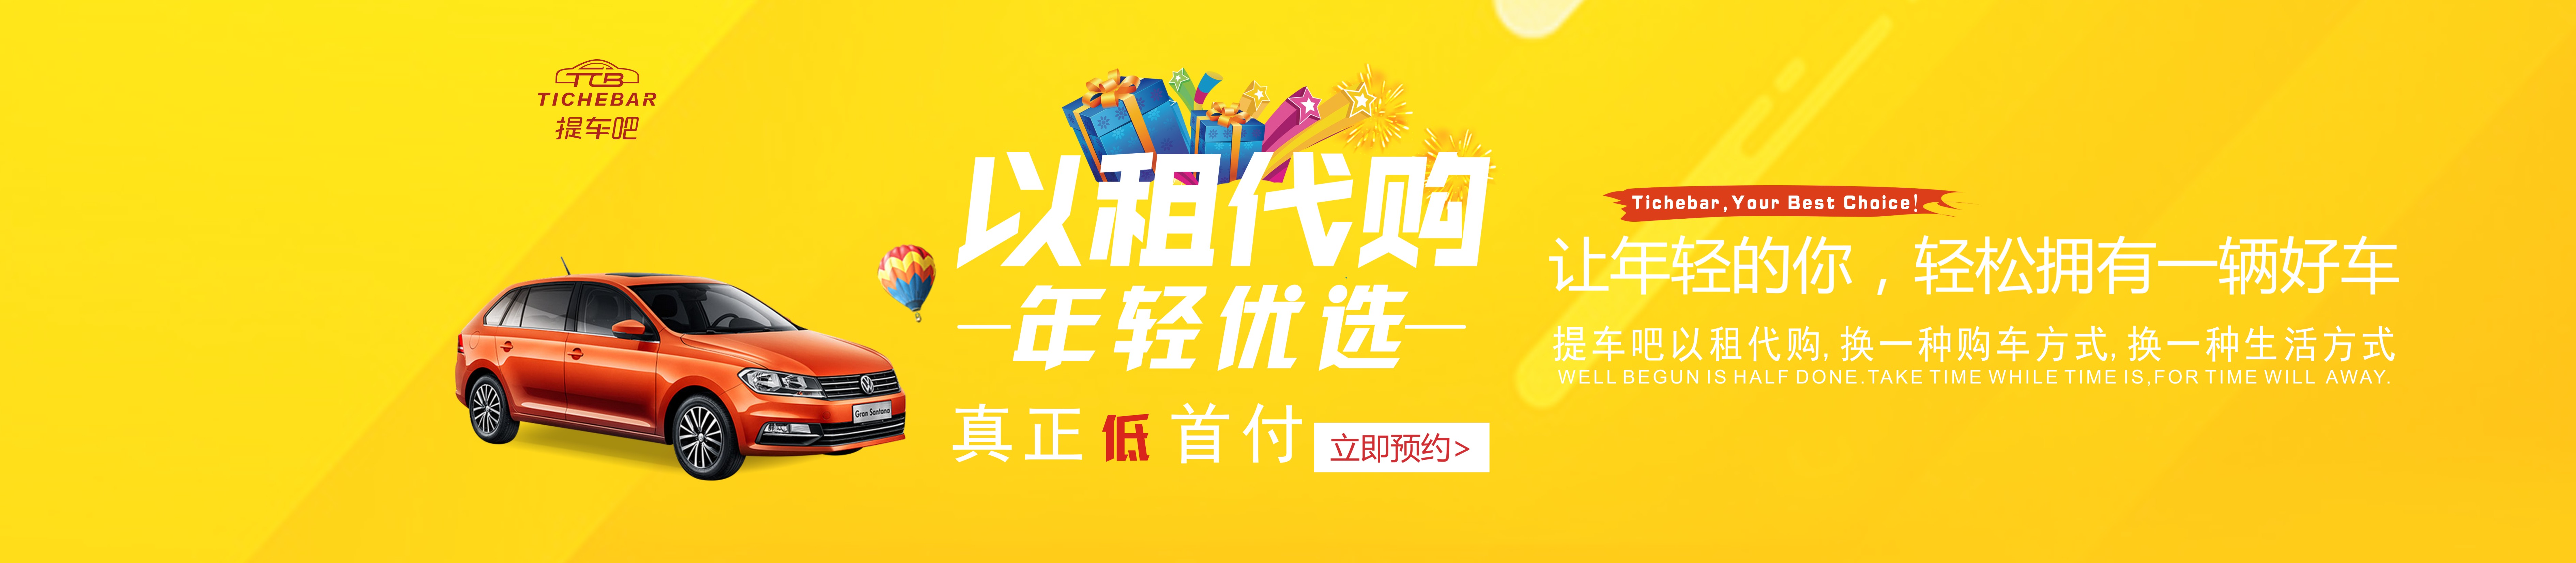 TCB
TICHEBAR
提车吧
以租代购
年轻优选
真正低首付
立即预约>
Gran Santana
Tichebar,Your Best Choice!
让年轻的你，轻松拥有一辆好车
提车吧以租代购,换一种购车方式,换一种生活方式
WELL BEGUN IS HALF DONE.TAKE TIME WHILE TIME IS,FOR TIME WILL AWAY.